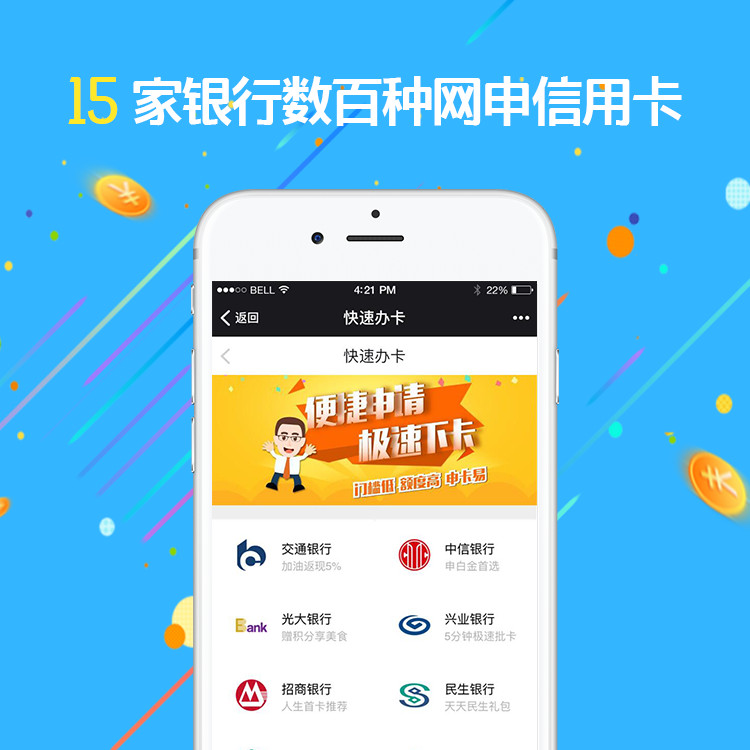 15 家银行数百种网申信用卡
BELL 4:21 PM 22%
返回 快速办卡
快速办卡
便捷申请
极速下卡
门槛低 额度高 申卡易
交通银行 中信银行
加油返现5% 申白金首选
Bank 光大银行 兴业银行
赠积分享美食 5分钟极速批卡
招商银行 民生银行
人生首卡推荐 天天民生礼包